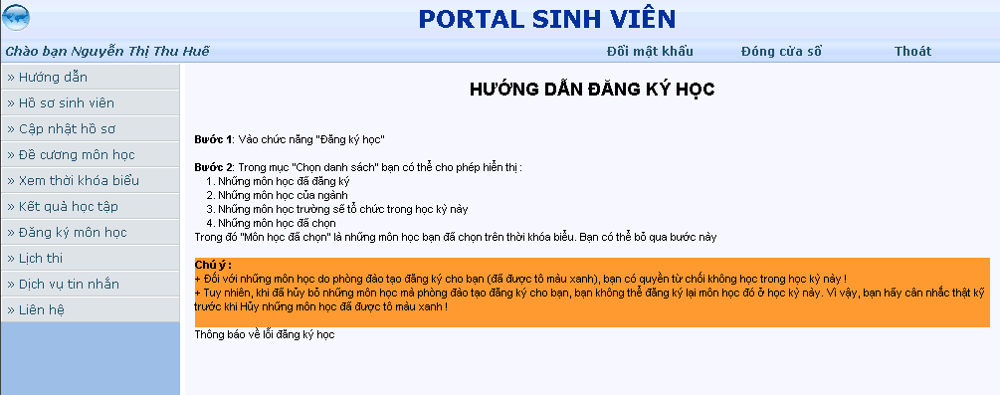 PORTAL SINH VIÊN
Chào bạn Nguyễn Thị Thu Huế
Đổi mật khẩu
Đóng cửa sổ
Thoát
» Hướng dẫn
» Hồ sơ sinh viên
» Cập nhật hồ sơ
» Đề cương môn học
» Xem thời khóa biểu
» Kết quả học tập
» Đăng ký môn học
» Lịch thi
» Dịch vụ tin nhắn
» Liên hệ
HƯỚNG DẪN ĐĂNG KÝ HỌC
Bước 1: Vào chức năng "Đăng ký học"
Bước 2: Trong mục "Chọn danh sách" bạn có thể cho phép hiển thị :
1. Những môn học đã đăng ký
2. Những môn học của ngành
3. Những môn học trường sẽ tổ chức trong học kỳ này
4. Những môn học đã chọn
Trong đó "Môn học đã chọn" là những môn học bạn đã chọn trên thời khóa biểu. Bạn có thể bỏ qua bước này
Chú ý :
+ Đối với những môn học do phòng đào tạo đăng ký cho bạn (đã được tô màu xanh), bạn có quyền từ chối không học trong học kỳ này !
+ Tuy nhiên, khi đã hủy bỏ những môn học mà phòng đào tạo đăng ký cho bạn, bạn không thể đăng ký lại môn học đó ở học kỳ này. Vì vậy, bạn hãy cân nhắc thật kỹ
trước khi Hủy những môn học đã được tô màu xanh !
Thông báo về lỗi đăng ký học